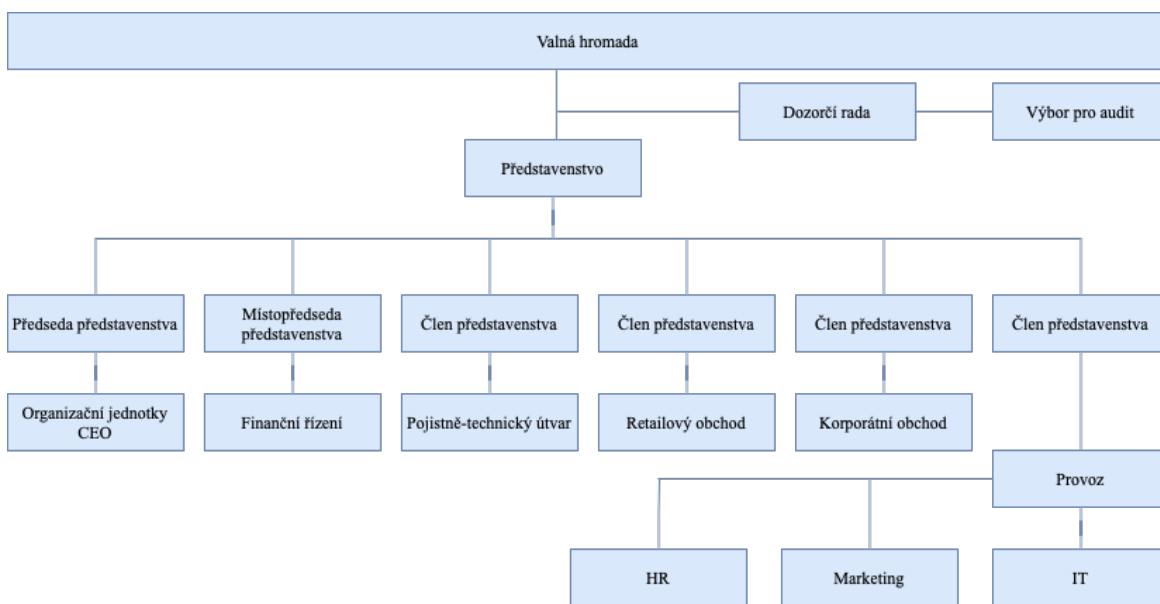 Valná hromada
Dozorčí rada
Výbor pro audit
Představenstvo
Předseda představenstva
Místopředseda
představenstva
Člen představenstva
Člen představenstva
Člen představenstva
Člen představenstva
Organizační jednotky
CEO
Finanční řízení
Pojistně-technický útvar
Retailový obchod
Korporátní obchod
Provoz
HR
Marketing
IT